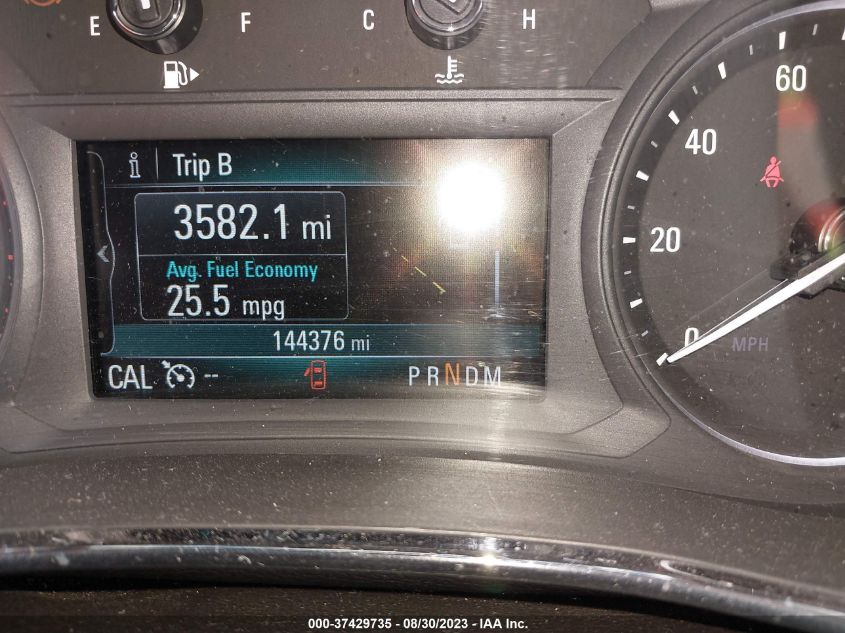 E F C H
60
40
20
0
MPH
i Trip B
3582.1 mi
Avg. Fuel Economy
25.5 mpg
144376 mi
CAL -- PRNDM
000-37429735 - 08/30/2023 - IAA Inc.